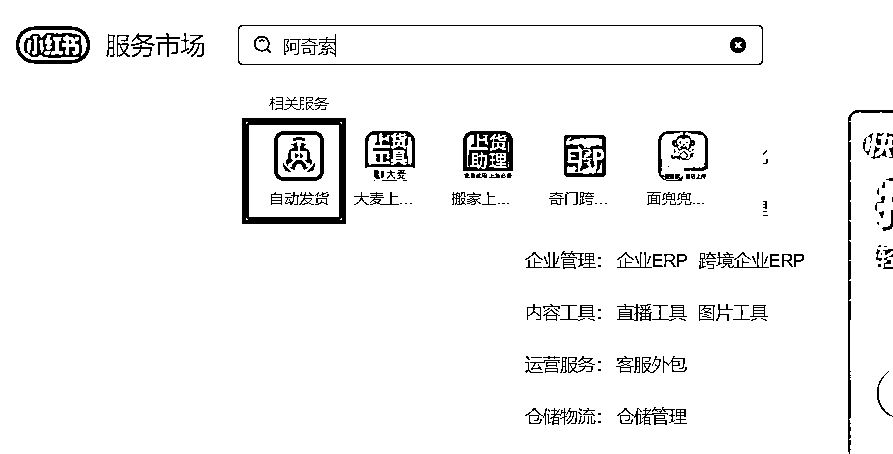 小红书 服务市场 阿奇索
相关服务
上货工具 上货助理 ERP
大麦
自动发货 大麦上... 搬家上... 奇门跨... 面兜兜...
企业管理： 企业ERP 跨境企业ERP
内容工具： 直播工具 图片工具
运营服务： 客服外包
仓储物流： 仓储管理